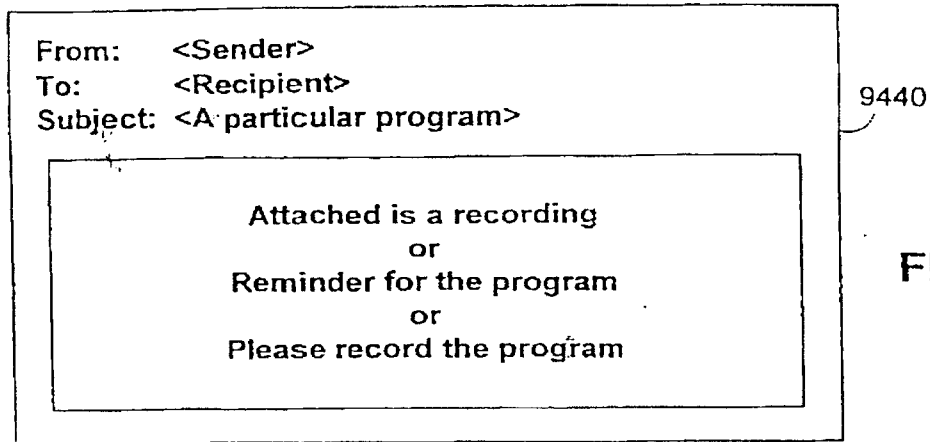 From: <Sender>
To: <Recipient>
Subject: <A particular program>
9440
Attached is a recording
or
Reminder for the program
or
Please record the program